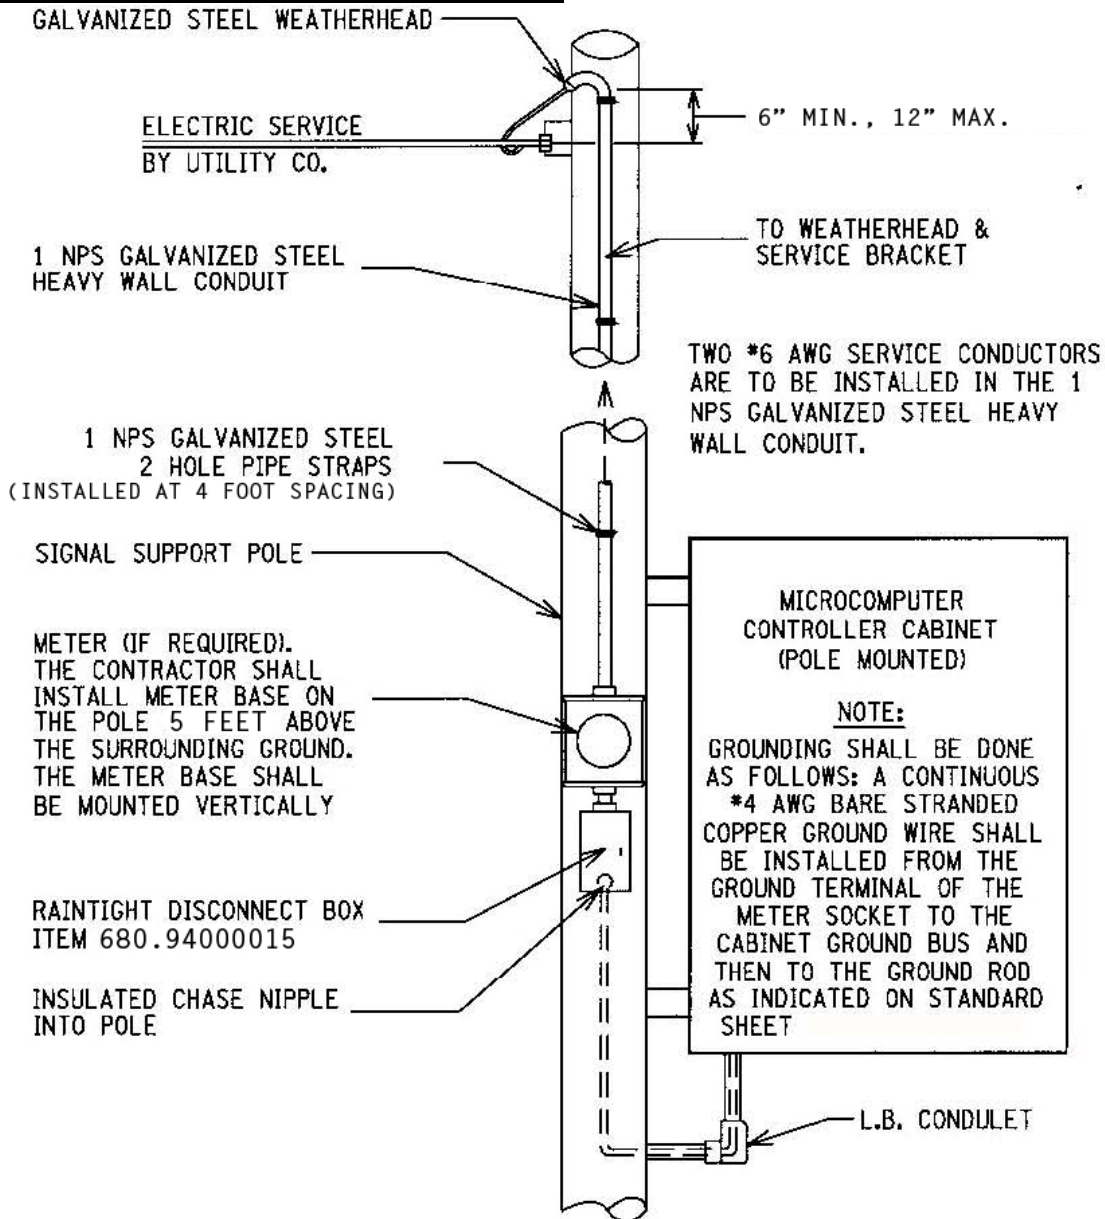 GALVANIZED STEEL WEATHERHEAD
6” MIN., 12” MAX.
ELECTRIC SERVICE
BY UTILITY CO.
TO WEATHERHEAD &
SERVICE BRACKET
1 NPS GALVANIZED STEEL
HEAVY WALL CONDUIT
TWO #6 AWG SERVICE CONDUCTORS
ARE TO BE INSTALLED IN THE 1
NPS GALVANIZED STEEL HEAVY
WALL CONDUIT.
1 NPS GALVANIZED STEEL
2 HOLE PIPE STRAPS
(INSTALLED AT 4 FOOT SPACING)
SIGNAL SUPPORT POLE
METER (IF REQUIRED).
THE CONTRACTOR SHALL
INSTALL METER BASE ON
THE POLE 5 FEET ABOVE
THE SURROUNDING GROUND.
THE METER BASE SHALL
BE MOUNTED VERTICALLY
RAINTIGHT DISCONNECT BOX
ITEM 680.94000015
INSULATED CHASE NIPPLE
INTO POLE
MICROCOMPUTER
CONTROLLER CABINET
(POLE MOUNTED)
NOTE:
GROUNDING SHALL BE DONE
AS FOLLOWS: A CONTINUOUS
#4 AWG BARE STRANDED
COPPER GROUND WIRE SHALL
BE INSTALLED FROM THE
GROUND TERMINAL OF THE
METER SOCKET TO THE
CABINET GROUND BUS AND
THEN TO THE GROUND ROD
AS INDICATED ON STANDARD
SHEET
L.B. CONDULET